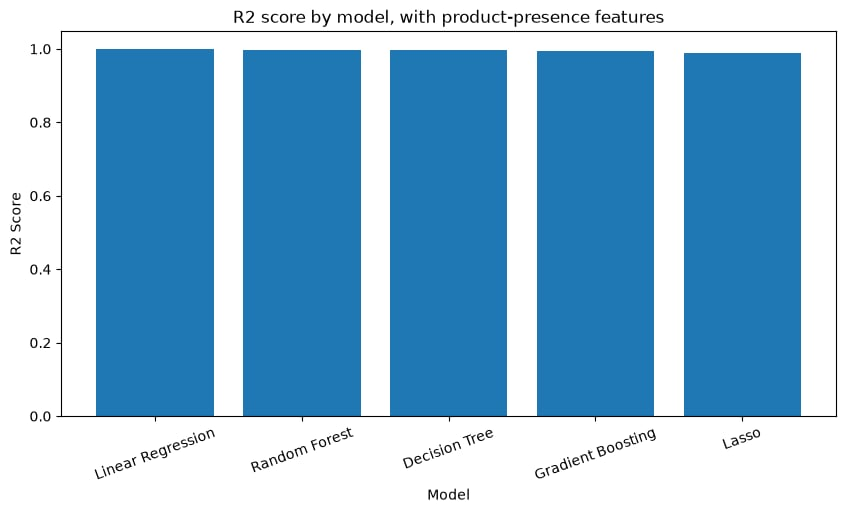 R2 score by model, with product-presence features
R2 Score
1.0
0.8
0.6
0.4
0.2
0.0
Linear Regression
Random Forest
Decision Tree
Gradient Boosting
Lasso
Model